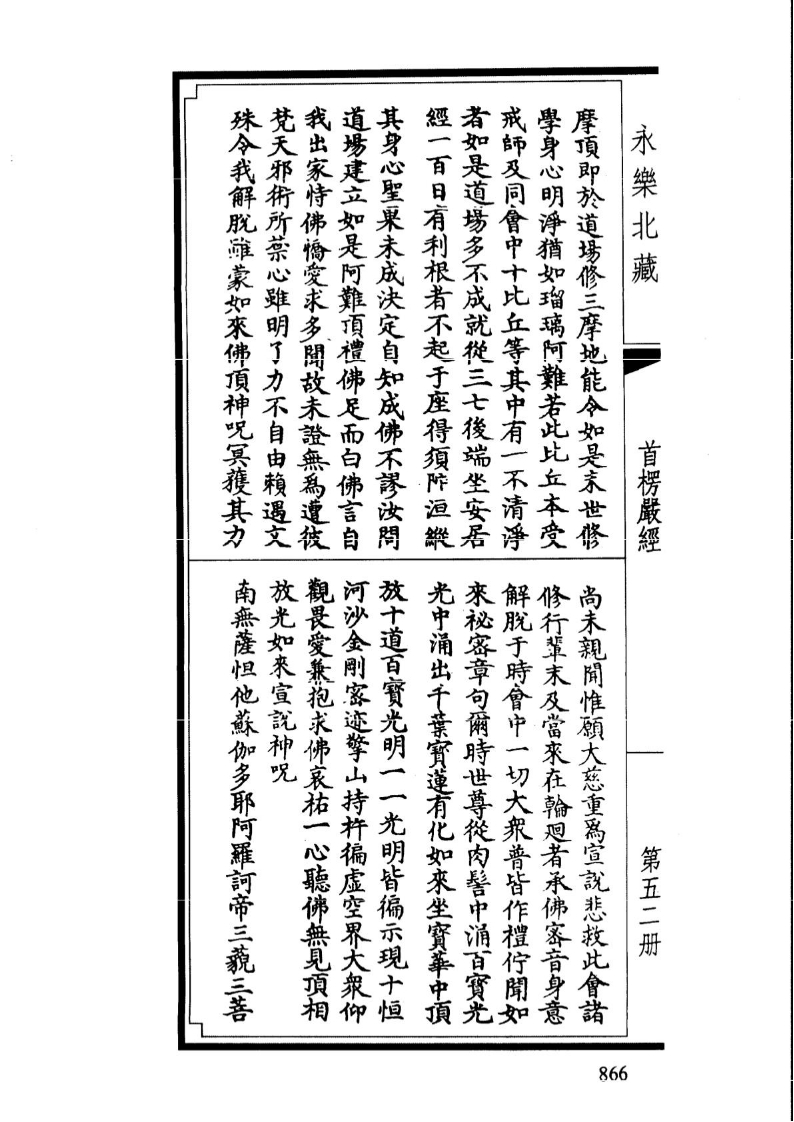 永樂北藏
首楞嚴經
第五二册
摩頂即於道場修三摩地能令如是末世修
學身心明淨猶如瑠璃阿難若此比丘本受
戒師及同會中十比丘等其中有一不清淨
者如是道場多不成就從三七後端坐安居
經一百日有利根者不起于座得須陁洹縱
其身心聖果未成決定自知成佛不謬汝問
道場建立如是阿難頂禮佛足而白佛言自
我出家恃佛憍愛求多聞故未證無為遭彼
梵天邪術所禁心雖明了力不自由賴遇文
殊令我解脫雖蒙如來佛頂神呪冥獲其力
尚未親聞惟願大慈重為宣說悲救此會諸
修行輩末及當來在輪迴者承佛密音身意
解脫于時會中一切大眾普皆作禮佇聞如
來祕密章句爾時世尊從肉髻中涌百寶光
光中涌出千葉寶蓮有化如來坐寶華中頂
放十道百寶光明一一光明皆徧示現十恒
河沙金剛密迹擎山持杵徧虛空界大眾仰
觀畏愛兼抱求佛哀祐一心聽佛無見頂相
放光如來宣說神呪
南無薩怛他蘇伽多耶阿羅訶帝三藐三菩
866